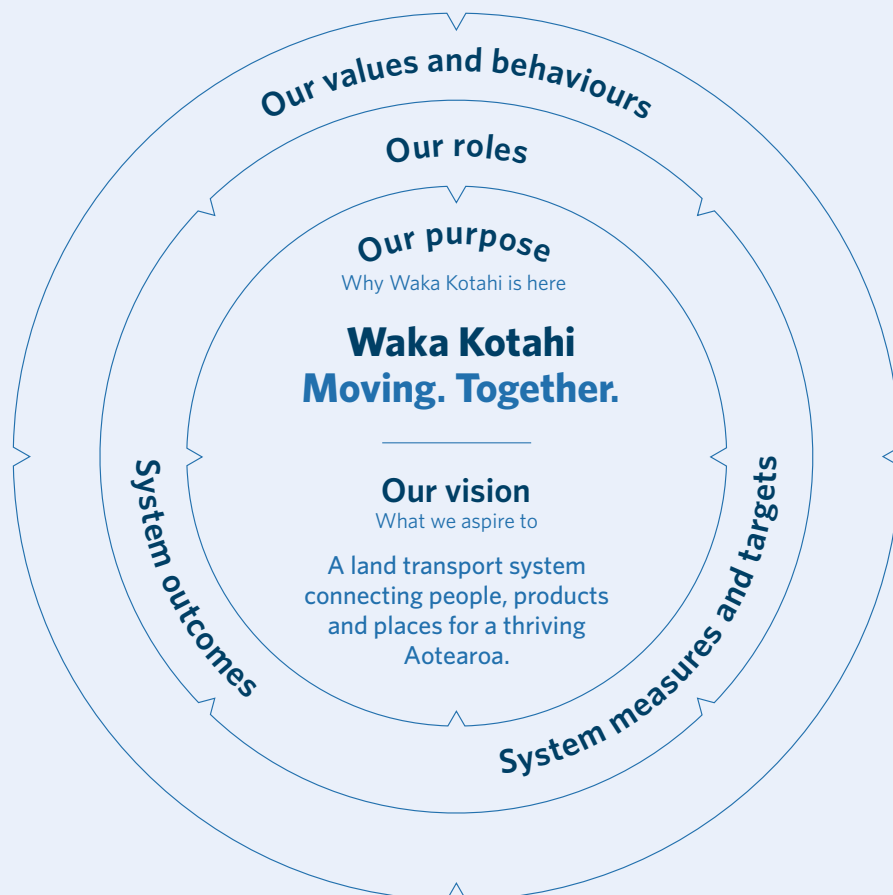 Our values and behaviours
Our roles
Our purpose
Why Waka Kotahi is here
Waka Kotahi
Moving. Together.
Our vision
What we aspire to
A land transport system
connecting people, products
and places for a thriving
Aotearoa.
System outcomes
System measures and targets